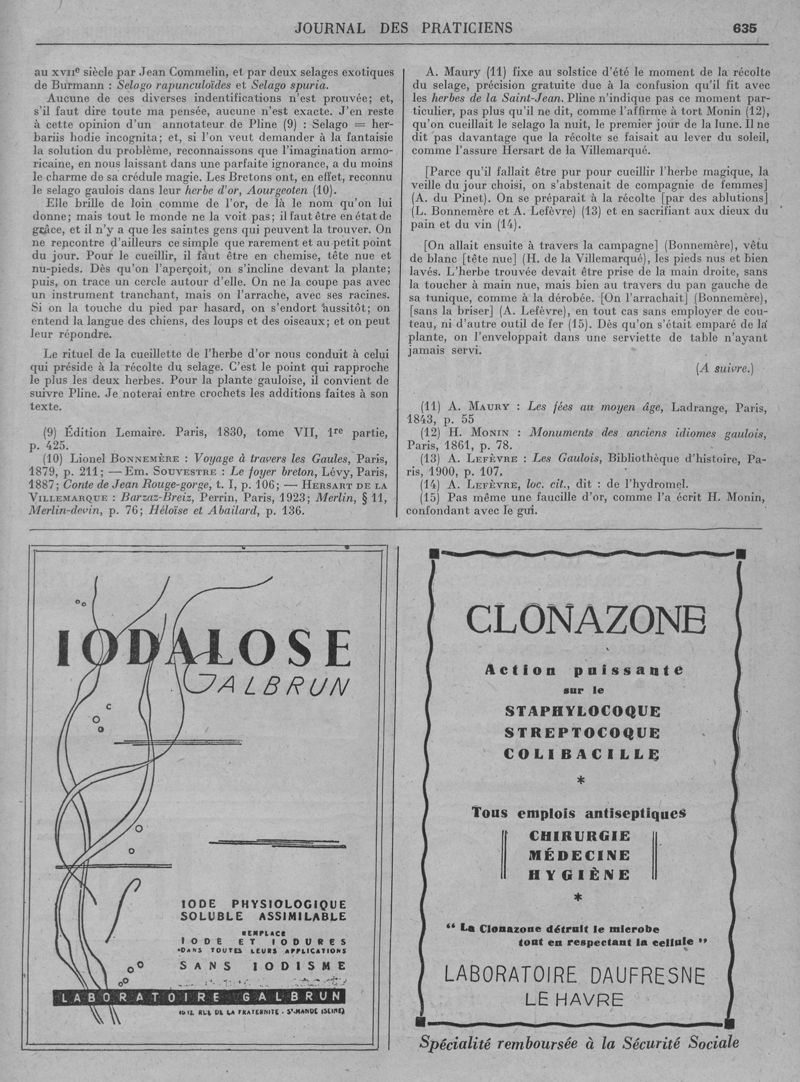 JOURNAL DES PRATICIENS 635
au XVIIe siècle par Jean Commelin, et par deux selages exotiques
de Burmann : Selago rapunculoïdes et Selago spuria.
Aucune de ces diverses indentifications n'est prouvée; et,
s'il faut dire toute ma pensée, aucune n'est exacte. J'en reste
à cette opinion d'un annotateur de Pline (9) : Selago = her-
bariis hodie incognita; et, si l'on veut demander à la fantaisie
la solution du problème, reconnaissons que l'imagination armo-
ricaine, en nous laissant dans une parfaite ignorance, a du moins
le charme de sa crédule magie. Les Bretons ont, en effet, reconnu
le selago gaulois dans leur herbe d'or, Aourgeoten (10).
Elle brille de loin comme de l'or, de là le nom qu'on lui
donne; mais tout le monde ne la voit pas; il faut être en état de
grâce, et il n'y a que les saintes gens qui peuvent la trouver. On
ne rencontre d'ailleurs ce simple que rarement et au petit point
du jour. Pour le cueillir, il faut être en chemise, tête nue et
nu-pieds. Dès qu'on l'aperçoit, on s'incline devant la plante;
puis, on trace un cercle autour d'elle. On ne la coupe pas avec
un instrument tranchant, mais on l'arrache, avec ses racines.
Si on la touche du pied par hasard, on s'endort aussitôt; on
entend la langue des chiens, des loups et des oiseaux; et on peut
leur répondre.
Le rituel de la cueillette de l'herbe d'or nous conduit à celui
qui préside à la récolte du selago. C'est le point qui rapproche
le plus les deux herbes. Pour la plante gauloise, il convient de
suivre Pline. Je noterai entre crochets les additions faites à son
texte.
(9) Édition Lemaire. Paris, 1830, tome VII, 1re partie,
p. 425.
(10) Lionel BONNEMÈRE : Voyage à travers les Gaules, Paris,
1879, p. 211; — Em. SOUVESTRE : Le foyer breton, Lévy, Paris,
1887; Conte de Jean Rouge-gorge, t. I, p. 106; — HERSART DE LA
VILLEMARQUE : Barzaz-Breiz, Perrin, Paris, 1923; Merlin, § 11,
Merlin-devin, p. 76; Héloïse et Abailard, p. 136.
A. Maury (11) fixe au solstice d'été le moment de la récolte
du selago, précision gratuite due à la confusion qu'il fit avec
les herbes de la Saint-Jean. Pline n'indique pas ce moment par-
ticulier, pas plus qu'il ne dit, comme l'affirme à tort Monin (12),
qu'on cueillait le selago la nuit, le premier jour de la lune. Il ne
dit pas davantage que la récolte se faisait au lever du soleil,
comme l'assure Hersart de la Villemarqué.
[Parce qu'il fallait être pur pour cueillir l'herbe magique, la
veille du jour choisi, on s'abstenait de compagnie de femmes]
(A. du Pinet). On se préparait à la récolte [par des ablutions]
(L. Bonnemère et A. Lefèvre) (13) et en sacrifiant aux dieux du
pain et du vin (14).
[On allait ensuite à travers la campagne] (Bonnemère), vêtu
de blanc [tête nue] (H. de la Villemarqué), les pieds nus et bien
lavés. L'herbe trouvée devait être prise de la main droite, sans
la toucher à main nue, mais bien au travers du pan gauche de
sa tunique, comme à la dérobée. [On l'arrachait] (Bonnemère),
[sans la briser] (A. Lefèvre), en tout cas sans employer de cou-
teau, ni d'autre outil de fer (15). Dès qu'on s'était emparé de la
plante, on l'enveloppait dans une serviette de table n'ayant
jamais servi.
(A suivre.)
(11) A. MAURY : Les fées au moyen âge, Ladrange, Paris,
1843, p. 55
(12) H. MONIN : Monuments des anciens idiomes gaulois,
Paris, 1861, p. 78.
(13) A. LEFÈVRE : Les Gaulois, Bibliothèque d'histoire, Pa-
ris, 1900, p. 107.
(14) A. LEFÈVRE, loc. cit., dit : de l'hydromel.
(15) Pas même une faucille d'or, comme l'a écrit H. Monin,
confondant avec le gui.
IODALOSE
GALBRUN
IODE PHYSIOLOGIQUE
SOLUBLE ASSIMILABLE
REMPLACE
IODE ET IODURES
DANS TOUTES LEURS APPLICATIONS
SANS IODISME
LABORATOIRE GALBRUN
RUE DE LA FRATERNITÉ - ST MANDÉ (SEINE)
CLONAZONE
Action puissante
sur le
STAPHYLOCOQUE
STREPTOCOQUE
COLIBACILLE
*
Tous emplois antiseptiques
CHIRURGIE
MÉDECINE
HYGIÈNE
*
“ La Clonazone détruit le microbe
tout en respectant la cellule ”
LABORATOIRE DAUFRESNE
LE HAVRE
Spécialité remboursée à la Sécurité Sociale